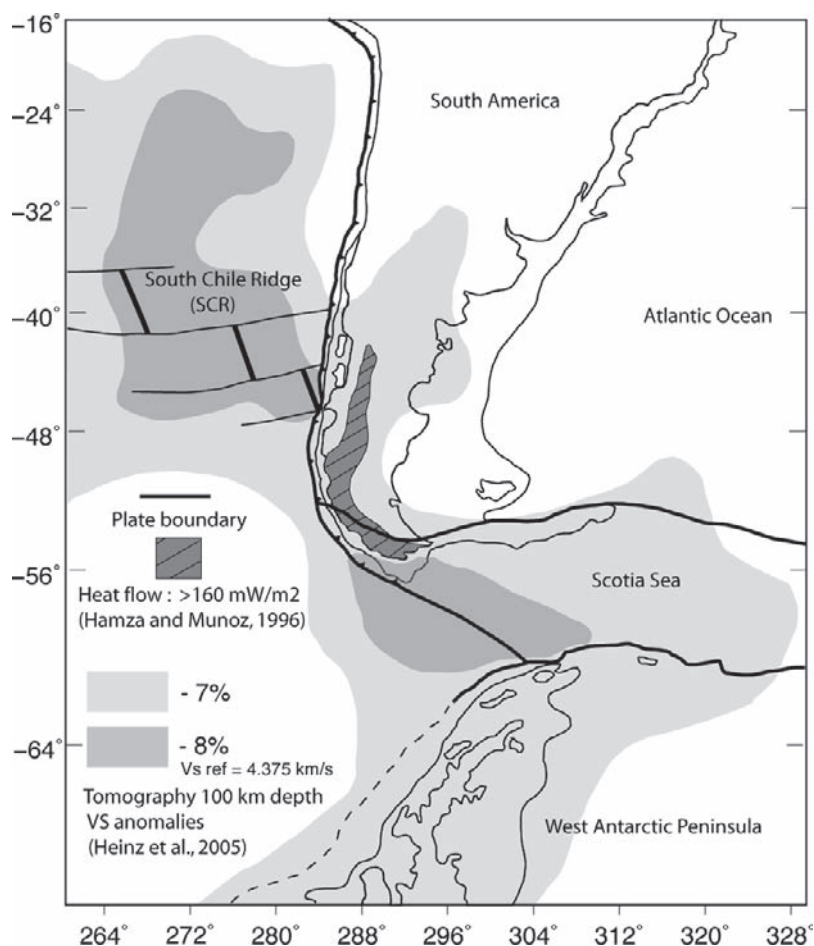 −16°
South America
−24°
−32°
South Chile Ridge
(SCR)
−40°
Atlantic Ocean
−48°
Plate boundary
−56°
Scotia Sea
Heat flow : >160 mW/m2
(Hamza and Munoz, 1996)
- 7%
- 8%
−64°
Vs ref = 4.375 km/s
Tomography 100 km depth
VS anomalies
(Heinz et al., 2005)
West Antarctic Peninsula
264° 272° 280° 288° 296° 304° 312° 320° 328°